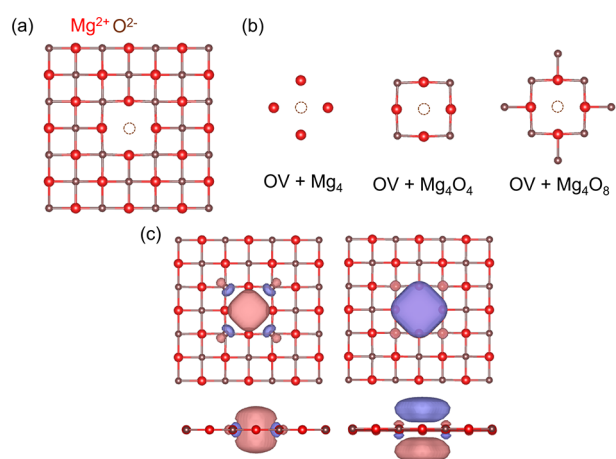 (a)
Mg²⁺ O²⁻
(b)
OV + Mg₄
OV + Mg₄O₄
OV + Mg₄O₈
(c)